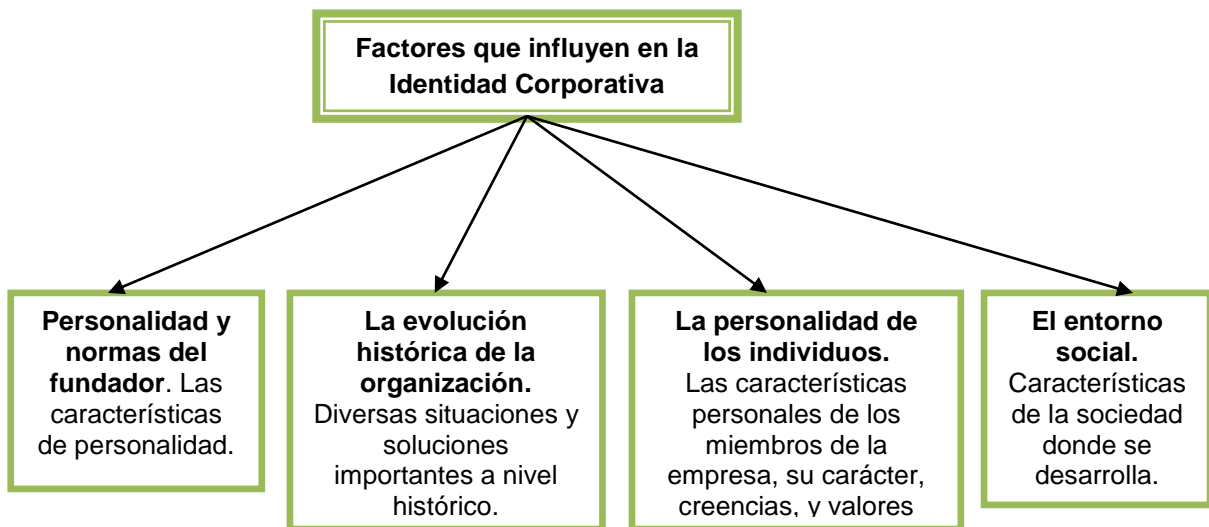 Factores que influyen en la
Identidad Corporativa
Personalidad y
normas del
fundador. Las
características
de personalidad.
La evolución
histórica de la
organización.
Diversas situaciones y
soluciones
importantes a nivel
histórico.
La personalidad de
los individuos.
Las características
personales de los
miembros de la
empresa, su carácter,
creencias, y valores
El entorno
social.
Características
de la sociedad
donde se
desarrolla.